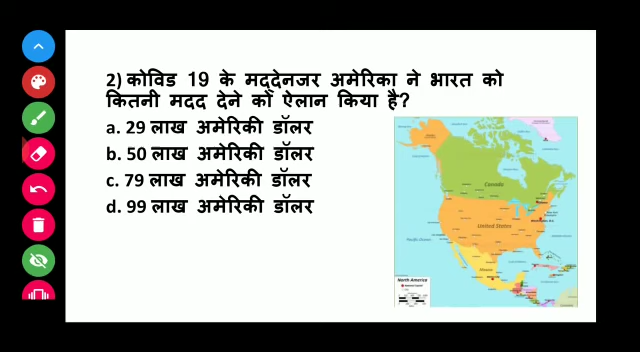 2) कोविड 19 के मद्देनजर अमेरिका ने भारत को
कितनी मदद देने को ऐलान किया है?
a. 29 लाख अमेरिकी डॉलर
b. 50 लाख अमेरिकी डॉलर
c. 79 लाख अमेरिकी डॉलर
d. 99 लाख अमेरिकी डॉलर
Canada
United States
Mexico
North America